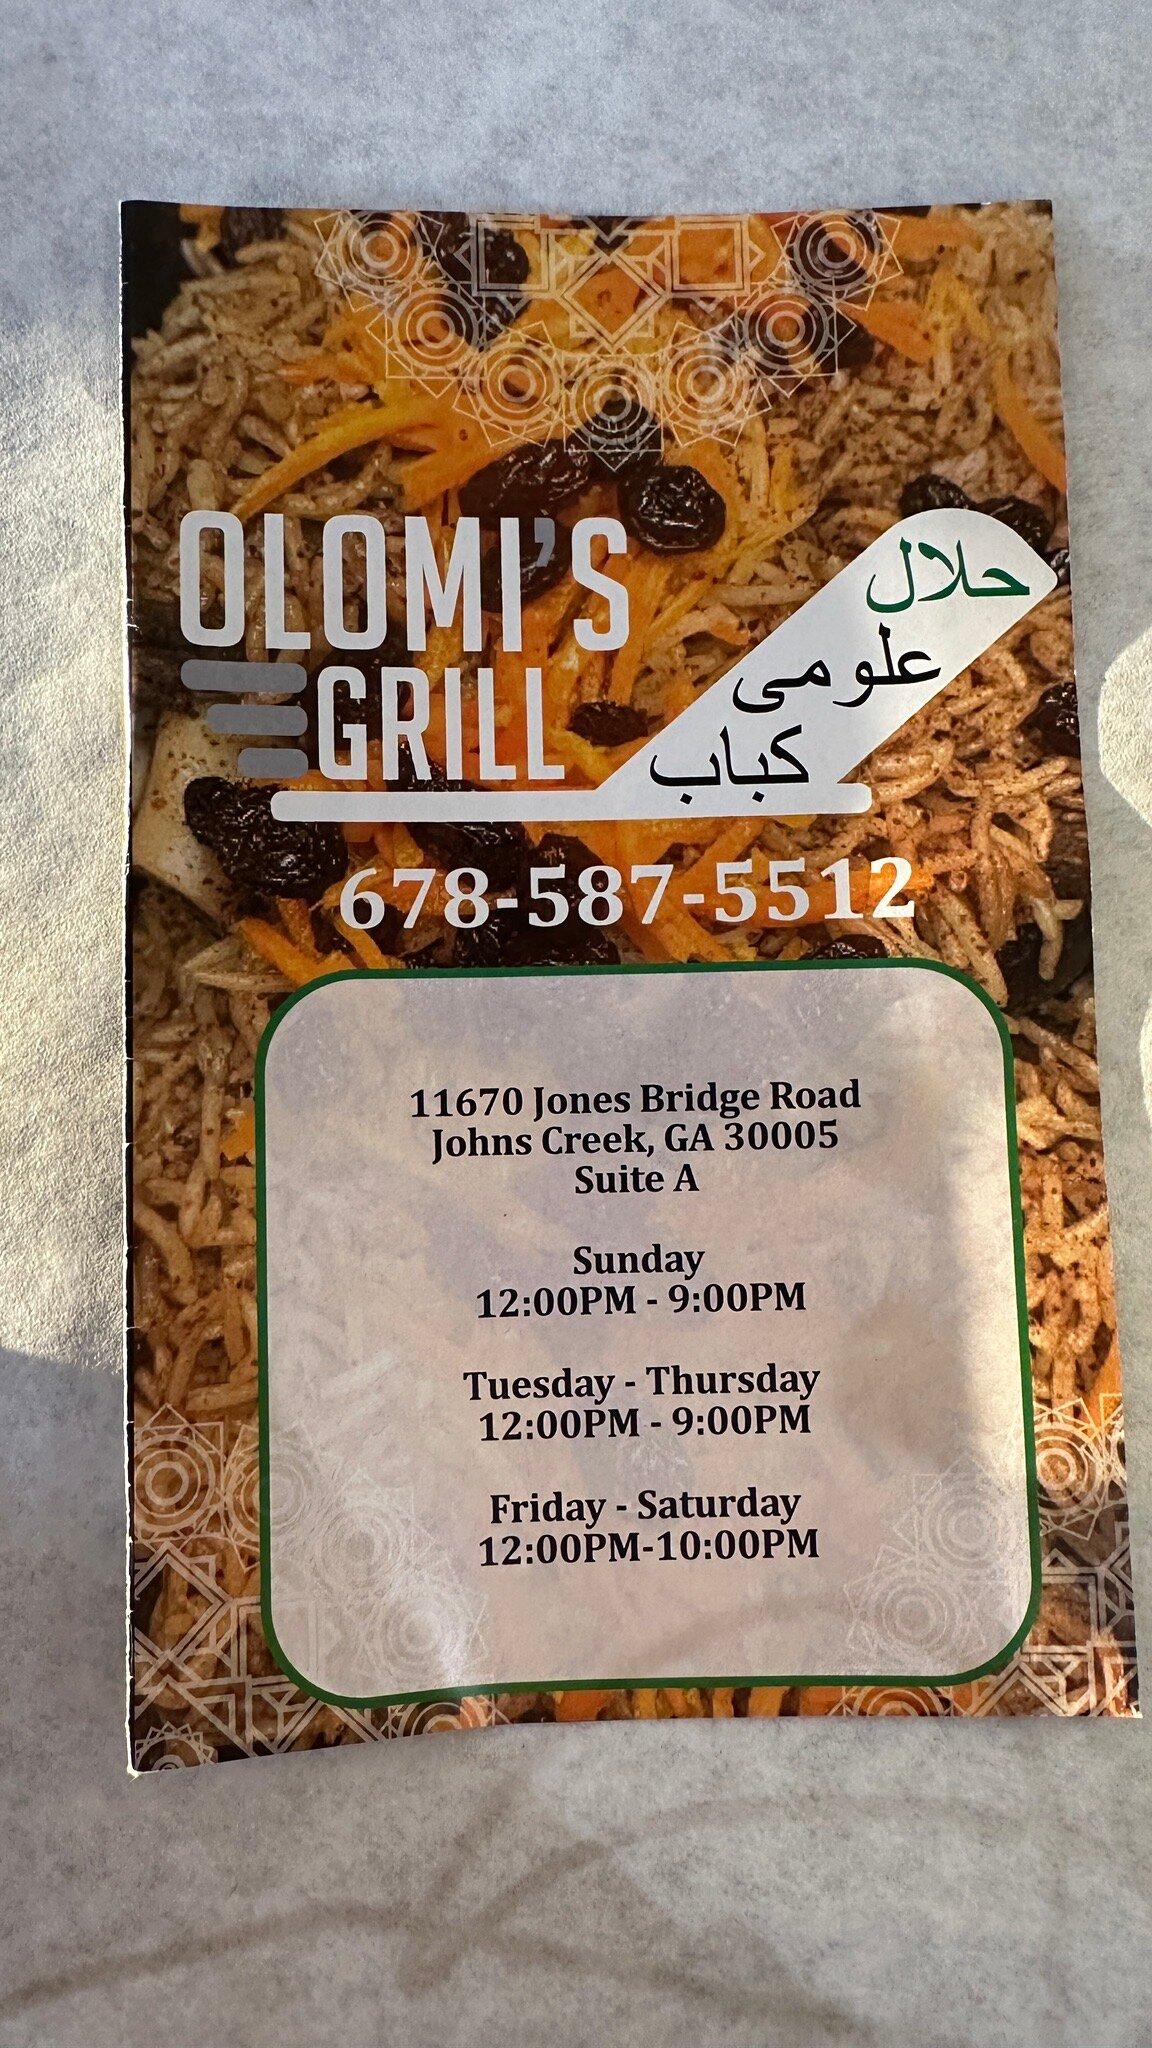 OLOMI'S
GRILL
حلال
علومی
کباب
678-587-5512
11670 Jones Bridge Road
Johns Creek, GA 30005
Suite A
Sunday
12:00PM - 9:00PM
Tuesday - Thursday
12:00PM - 9:00PM
Friday - Saturday
12:00PM-10:00PM